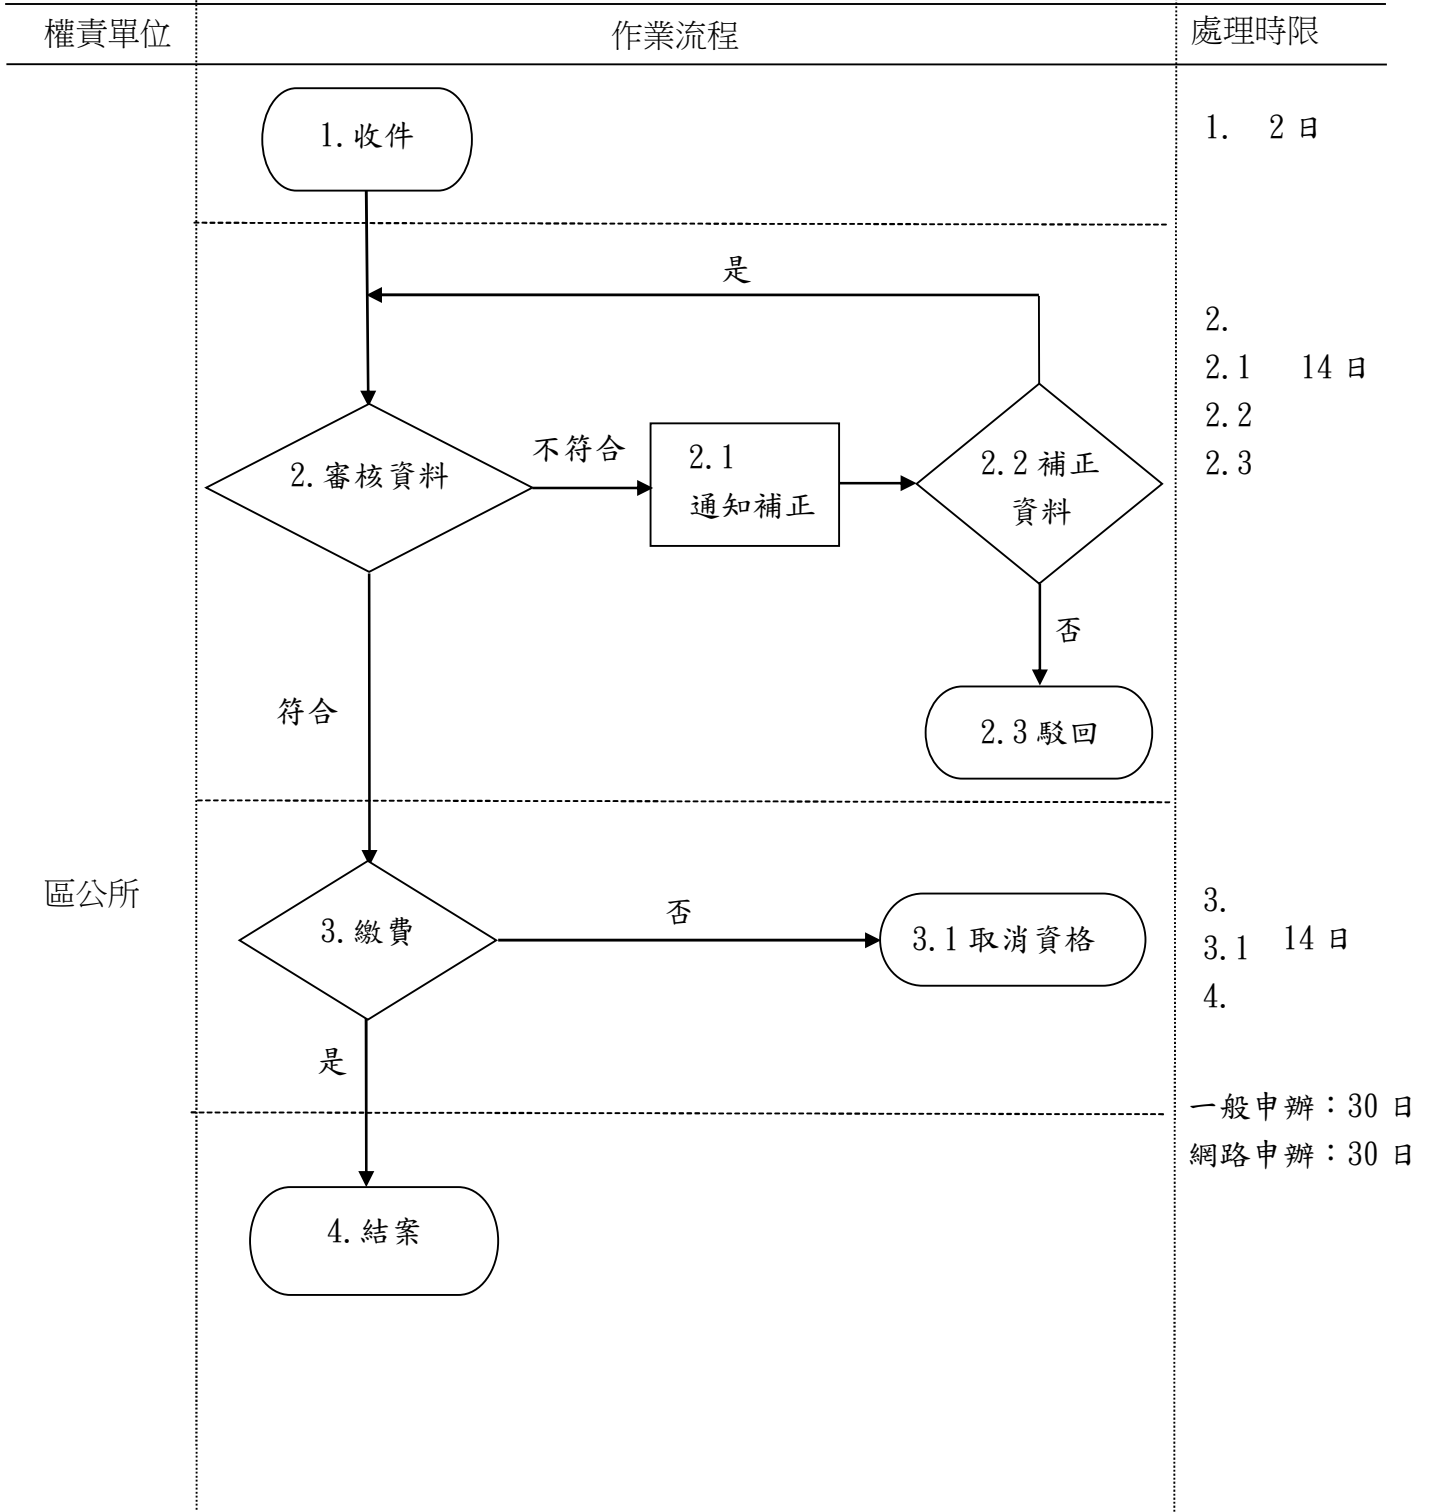 權責單位
作業流程
處理時限
1.收件
1. 2日
是
2.
2.1 14日
2.2
2.3
2.審核資料
不符合
2.1
通知補正
2.2補正
資料
否
符合
2.3駁回
區公所
3.繳費
否
3.1取消資格
3.
3.1 14日
4.
是
一般申辦：30日
網路申辦：30日
4.結案